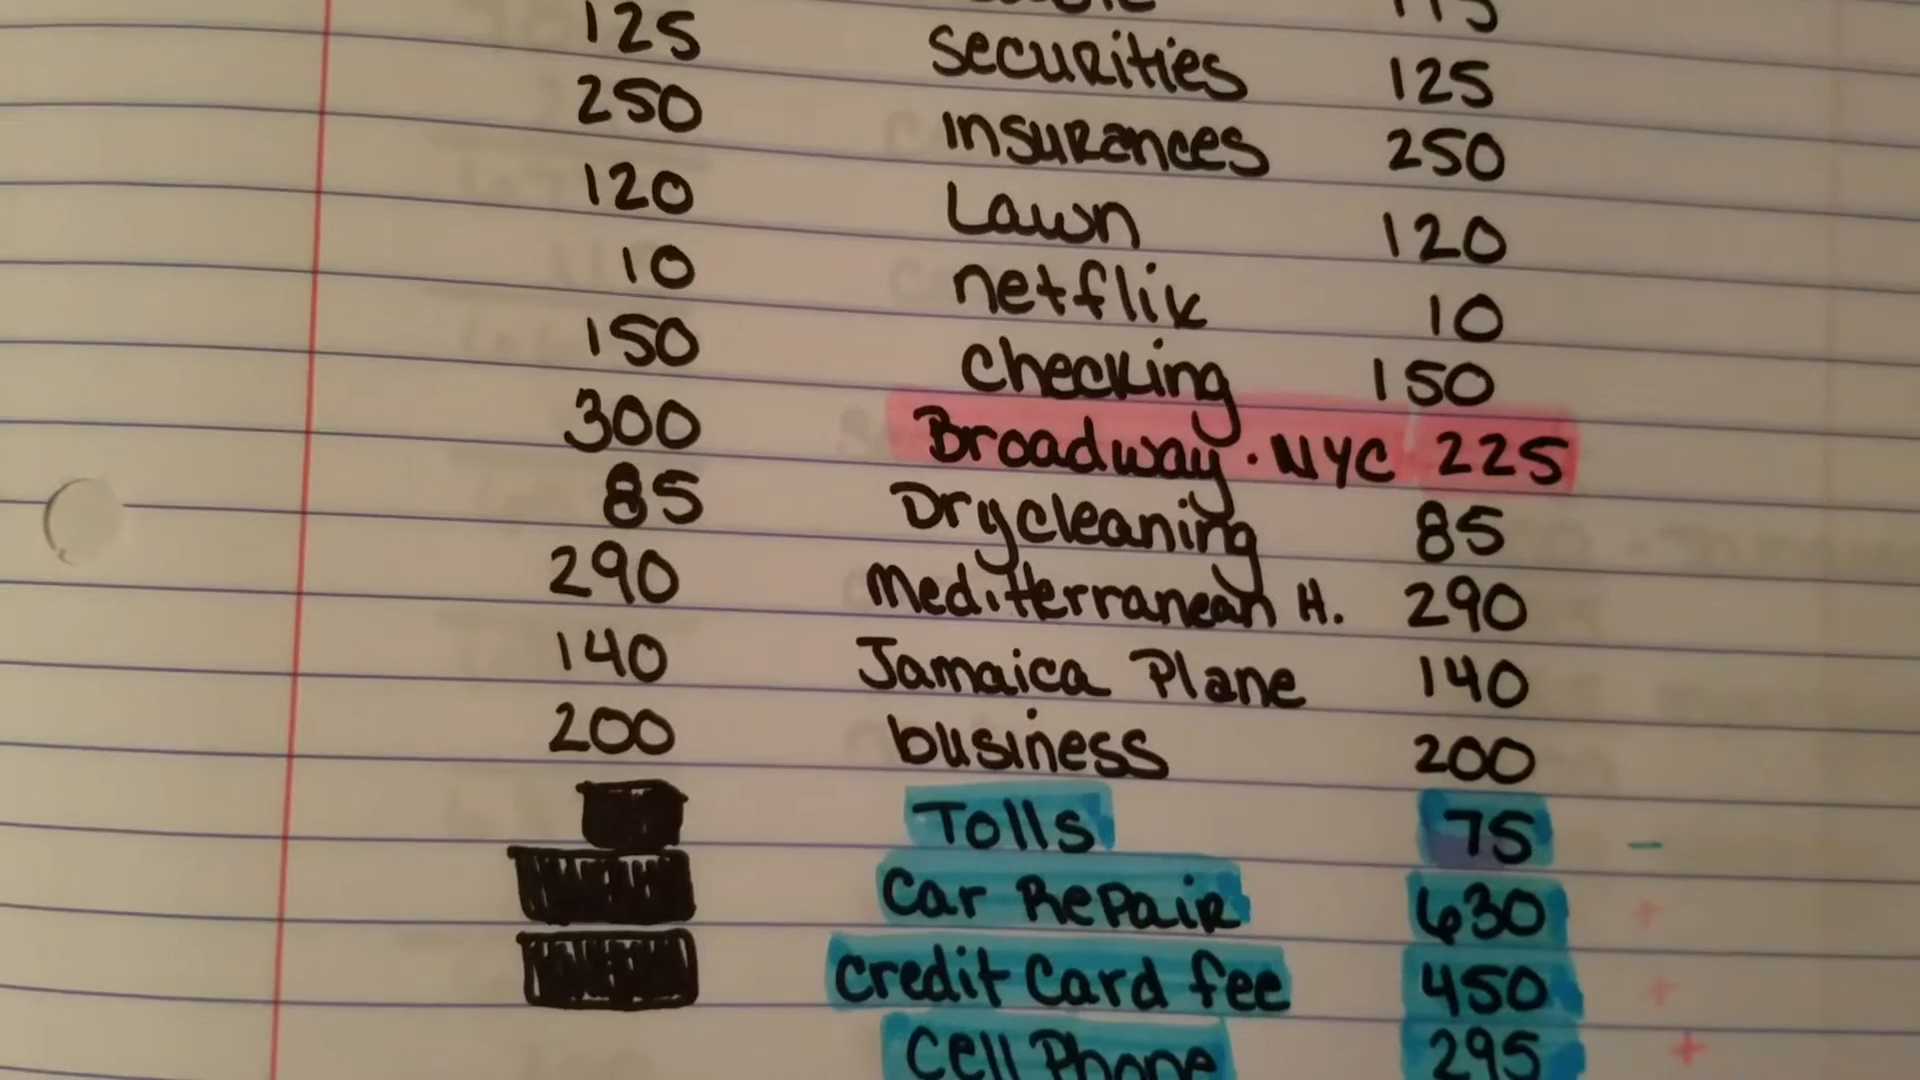 125 securities 125
250 Insurances 250
120 Lawn 120
10 netflix 10
150 checking 150
300 Broadway · NYC 225
85 Drycleaning 85
290 Mediterranean H. 290
140 Jamaica Plane 140
200 business 200
Tolls 75 -
Car Repair 630 +
Credit Card fee 450 +
Cell Phone 295 +